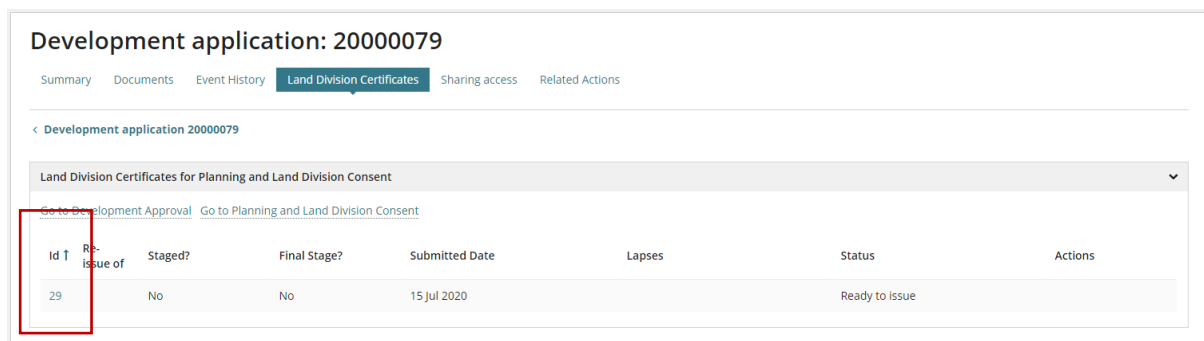 Development application: 20000079
Summary Documents Event History Land Division Certificates Sharing access Related Actions
< Development application 20000079
Land Division Certificates for Planning and Land Division Consent
Go to Development Approval Go to Planning and Land Division Consent
Id ↑ Re-issue of Staged? Final Stage? Submitted Date Lapses Status Actions
29 No No 15 Jul 2020 Ready to issue